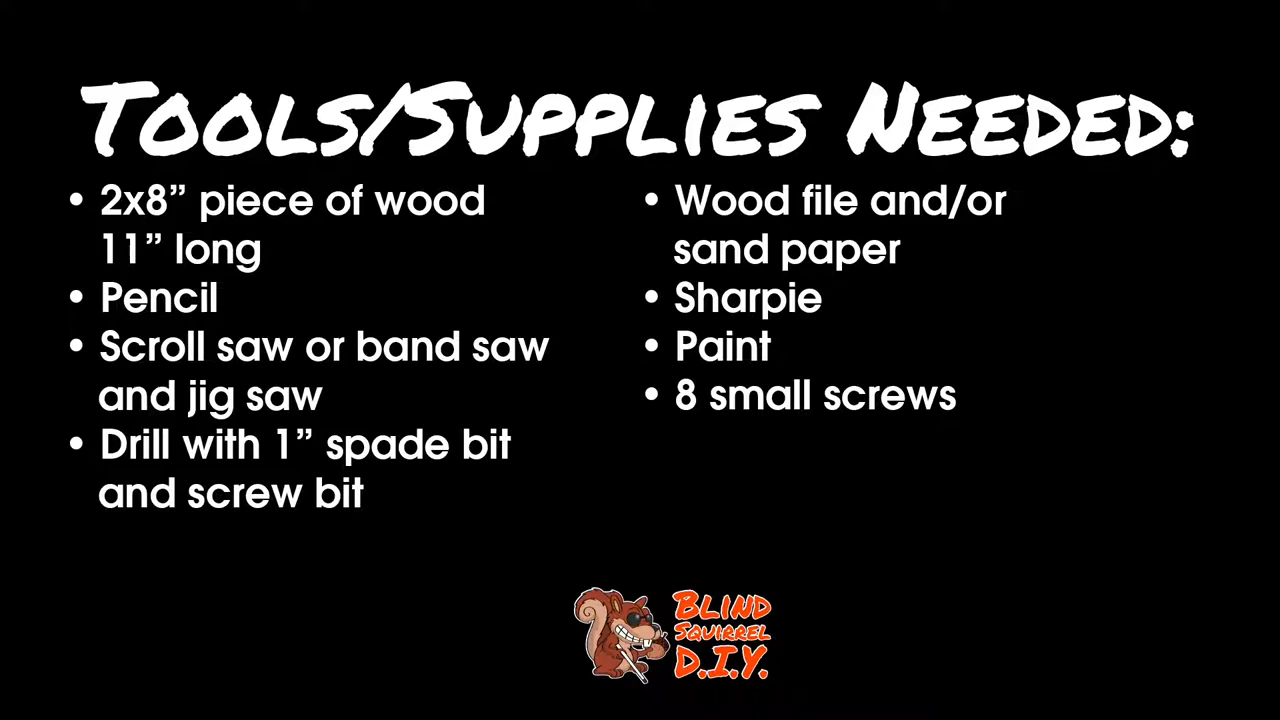 TOOLS/SUPPLIES NEEDED:
• 2x8” piece of wood
11” long
• Pencil
• Scroll saw or band saw
and jig saw
• Drill with 1” spade bit
and screw bit
• Wood file and/or
sand paper
• Sharpie
• Paint
• 8 small screws
BLIND
SQUIRREL
D.I.Y.